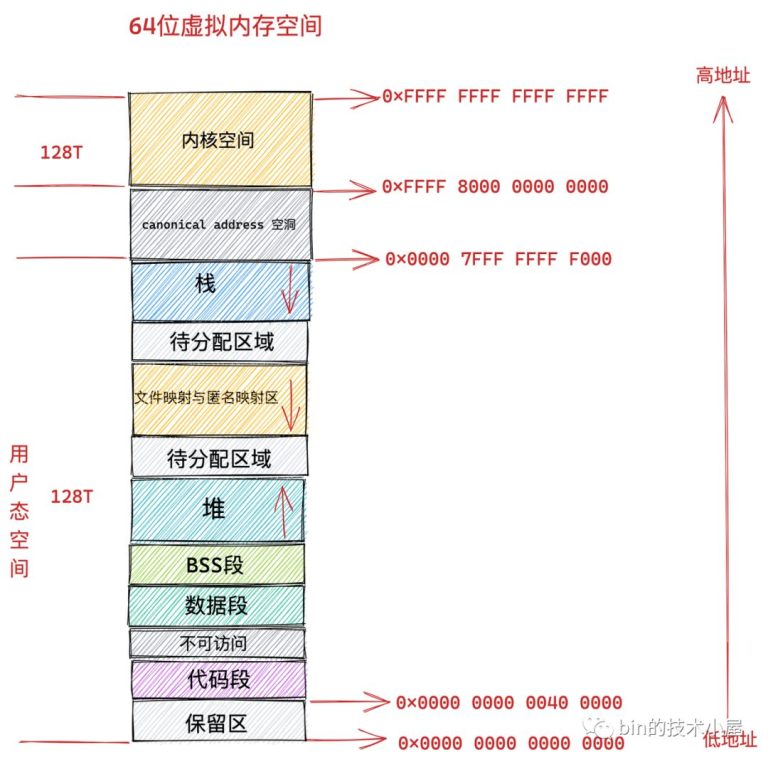 64位虚拟内存空间
高地址
0×FFFF FFFF FFFF FFFF
内核空间
128T
0×FFFF 8000 0000 0000
canonical address 空洞
0×0000 7FFF FFFF F000
栈
待分配区域
文件映射与匿名映射区
待分配区域
用户态空间
128T
堆
BSS段
数据段
不可访问
代码段
0×0000 0000 0040 0000
保留区
bin的技术小屋
0×0000 0000 0000 0000
低地址